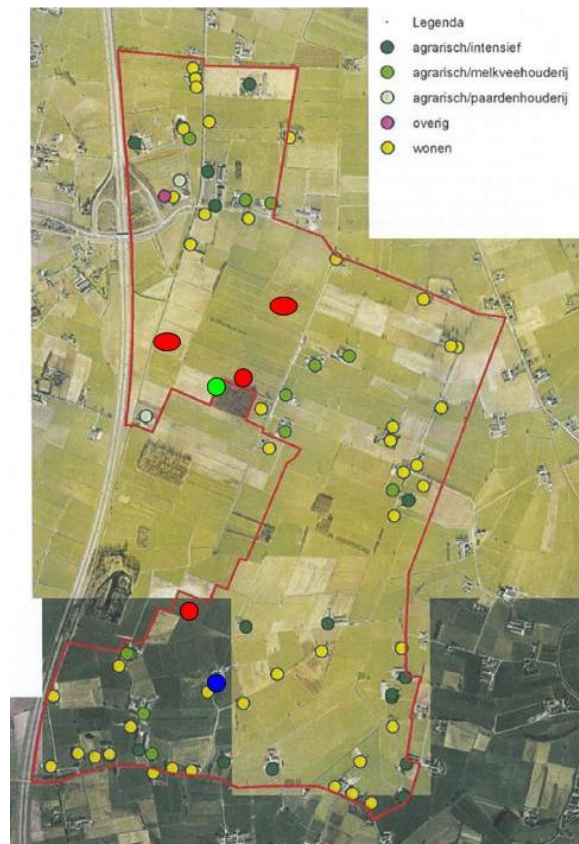 Legenda
agrarisch/intensief
agrarisch/melkveehouderij
agrarisch/paardenhouderij
overig
wonen